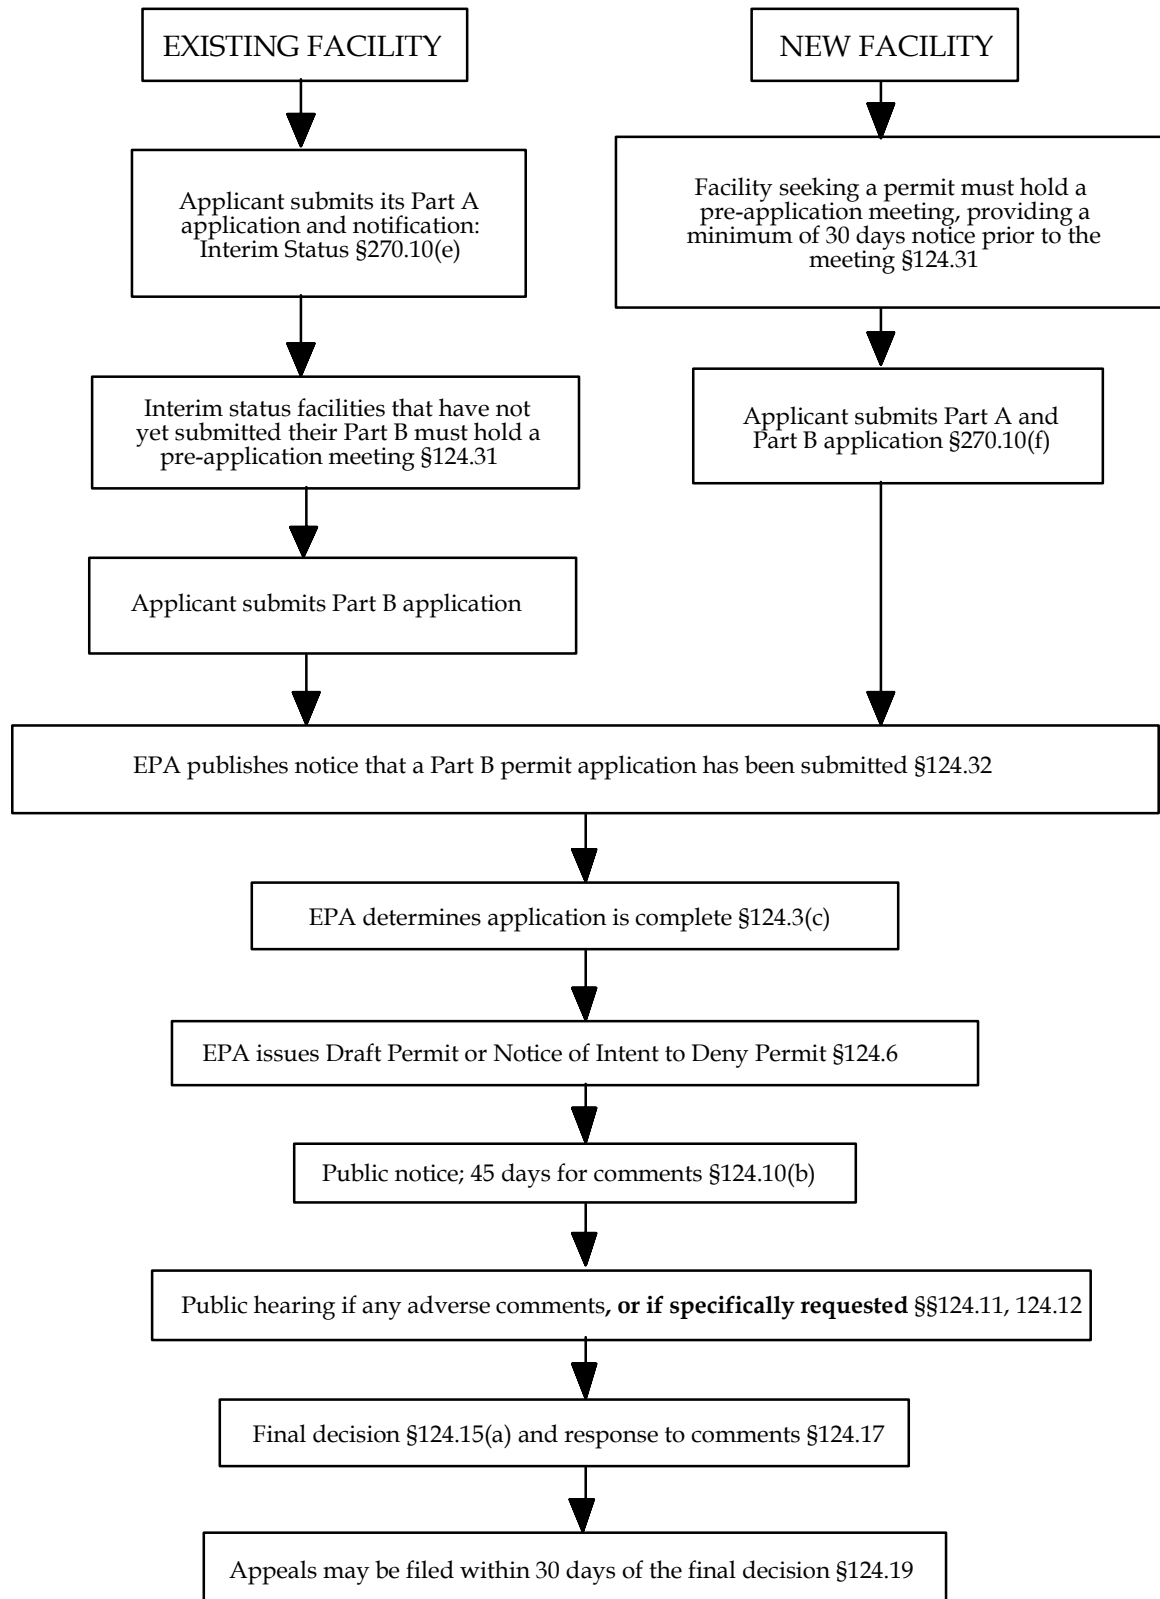 EXISTING FACILITY
NEW FACILITY
Applicant submits its Part A
application and notification:
Interim Status §270.10(e)
Facility seeking a permit must hold a
pre-application meeting, providing a
minimum of 30 days notice prior to the
meeting §124.31
Interim status facilities that have not
yet submitted their Part B must hold a
pre-application meeting §124.31
Applicant submits Part A and
Part B application §270.10(f)
Applicant submits Part B application
EPA publishes notice that a Part B permit application has been submitted §124.32
EPA determines application is complete §124.3(c)
EPA issues Draft Permit or Notice of Intent to Deny Permit §124.6
Public notice; 45 days for comments §124.10(b)
Public hearing if any adverse comments, or if specifically requested §§124.11, 124.12
Final decision §124.15(a) and response to comments §124.17
Appeals may be filed within 30 days of the final decision §124.19